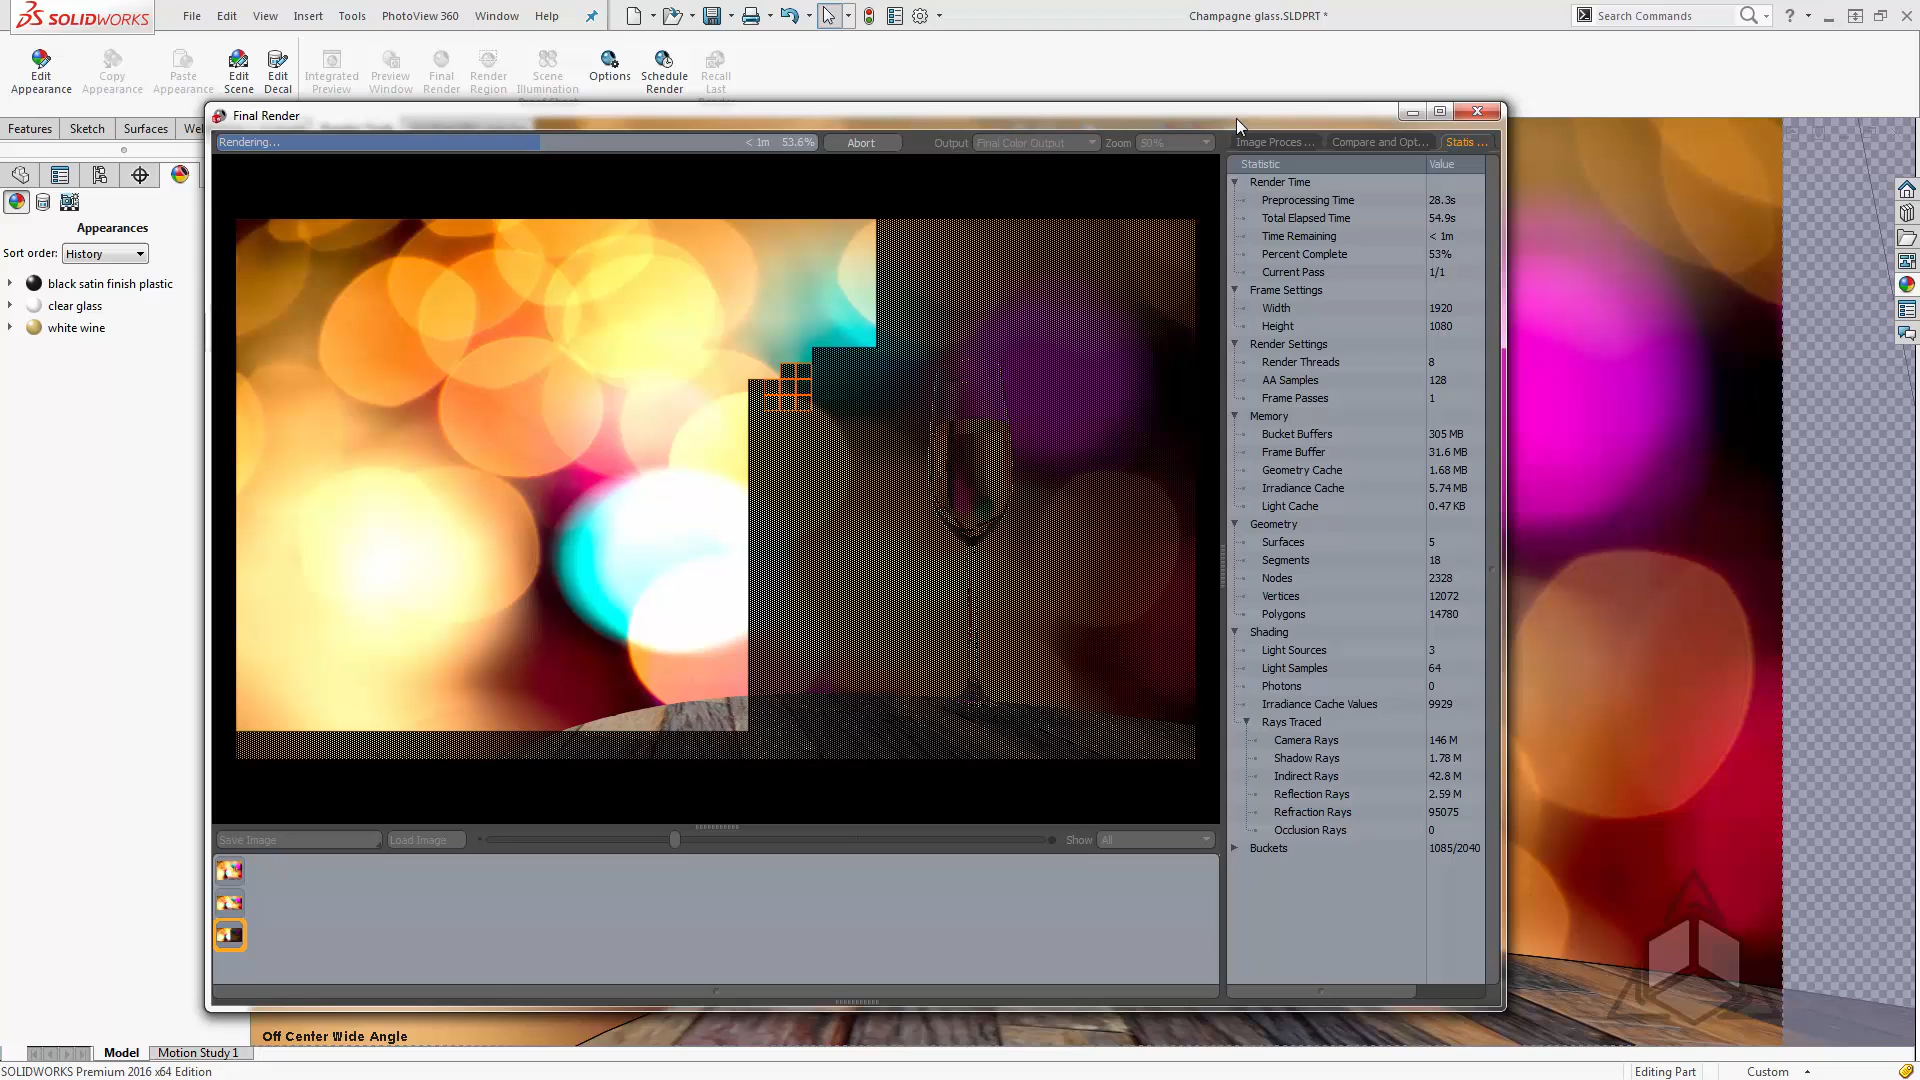 SOLIDWORKS File Edit View Insert Tools PhotoView 360 Window Help Champagne glass.SLDPRT * Search Commands ?
Edit Appearance
Copy Appearance
Paste Appearance
Edit Scene
Edit Decal
Integrated Preview
Preview Window
Final Render
Render Region
Scene Illumination
Options
Schedule Render
Recall Last
Features Sketch Surfaces
Final Render
Rendering... < 1m 53.6% Abort Output Final Color Output Zoom 50% Image Proces ... Compare and Opt... Statis ...
Appearances
Sort order: History
black satin finish plastic
clear glass
white wine
Statistic Value
Render Time
Preprocessing Time 28.3s
Total Elapsed Time 54.9s
Time Remaining < 1m
Percent Complete 53%
Current Pass 1/1
Frame Settings
Width 1920
Height 1080
Render Settings
Render Threads 8
AA Samples 128
Frame Passes 1
Memory
Bucket Buffers 305 MB
Frame Buffer 31.6 MB
Geometry Cache 1.68 MB
Irradiance Cache 5.74 MB
Light Cache 0.47 KB
Geometry
Surfaces 5
Segments 18
Nodes 2328
Vertices 12072
Polygons 14780
Shading
Light Sources 3
Light Samples 64
Photons 0
Irradiance Cache Values 9929
Rays Traced
Camera Rays 146 M
Shadow Rays 1.78 M
Indirect Rays 42.8 M
Reflection Rays 2.59 M
Refraction Rays 95075
Occlusion Rays 0
Buckets 1085/2040
Save Image Load Image Show All
Off Center Wide Angle
Model Motion Study 1
SOLIDWORKS Premium 2016 x64 Edition Editing Part Custom